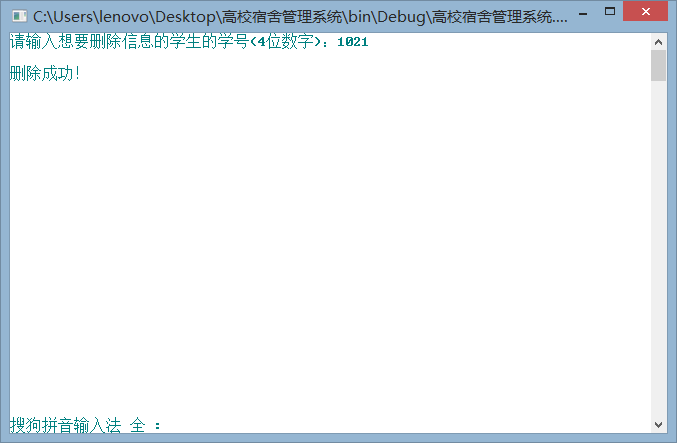 C:\Users\lenovo\Desktop\高校宿舍管理系统\bin\Debug\高校宿舍管理系统....
请输入想要删除信息的学生的学号(4位数字): 1021
删除成功!
搜狗拼音输入法 全 :